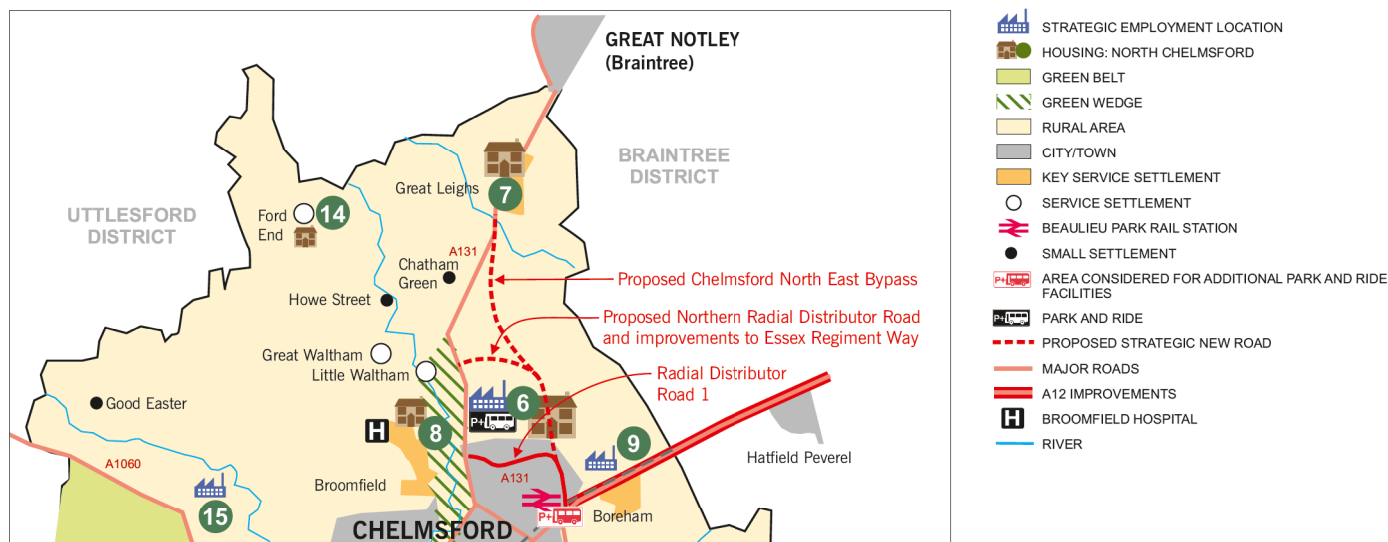 GREAT NOTLEY
(Braintree)
BRAINTREE
DISTRICT
UTTLESFORD
DISTRICT
Great Leighs
7
Ford
End
14
A131
Chatham
Green
Howe Street
Proposed Chelmsford North East Bypass
Proposed Northern Radial Distributor Road
and improvements to Essex Regiment Way
Great Waltham
Little Waltham
Radial Distributor
Road 1
Good Easter
6
P+
H
8
9
Hatfield Peverel
A1060
A131
Broomfield
15
P+
Boreham
CHELMSFORD
STRATEGIC EMPLOYMENT LOCATION
HOUSING: NORTH CHELMSFORD
GREEN BELT
GREEN WEDGE
RURAL AREA
CITY/TOWN
KEY SERVICE SETTLEMENT
SERVICE SETTLEMENT
BEAULIEU PARK RAIL STATION
SMALL SETTLEMENT
P+
AREA CONSIDERED FOR ADDITIONAL PARK AND RIDE
FACILITIES
P+
PARK AND RIDE
PROPOSED STRATEGIC NEW ROAD
MAJOR ROADS
A12 IMPROVEMENTS
H
BROOMFIELD HOSPITAL
RIVER